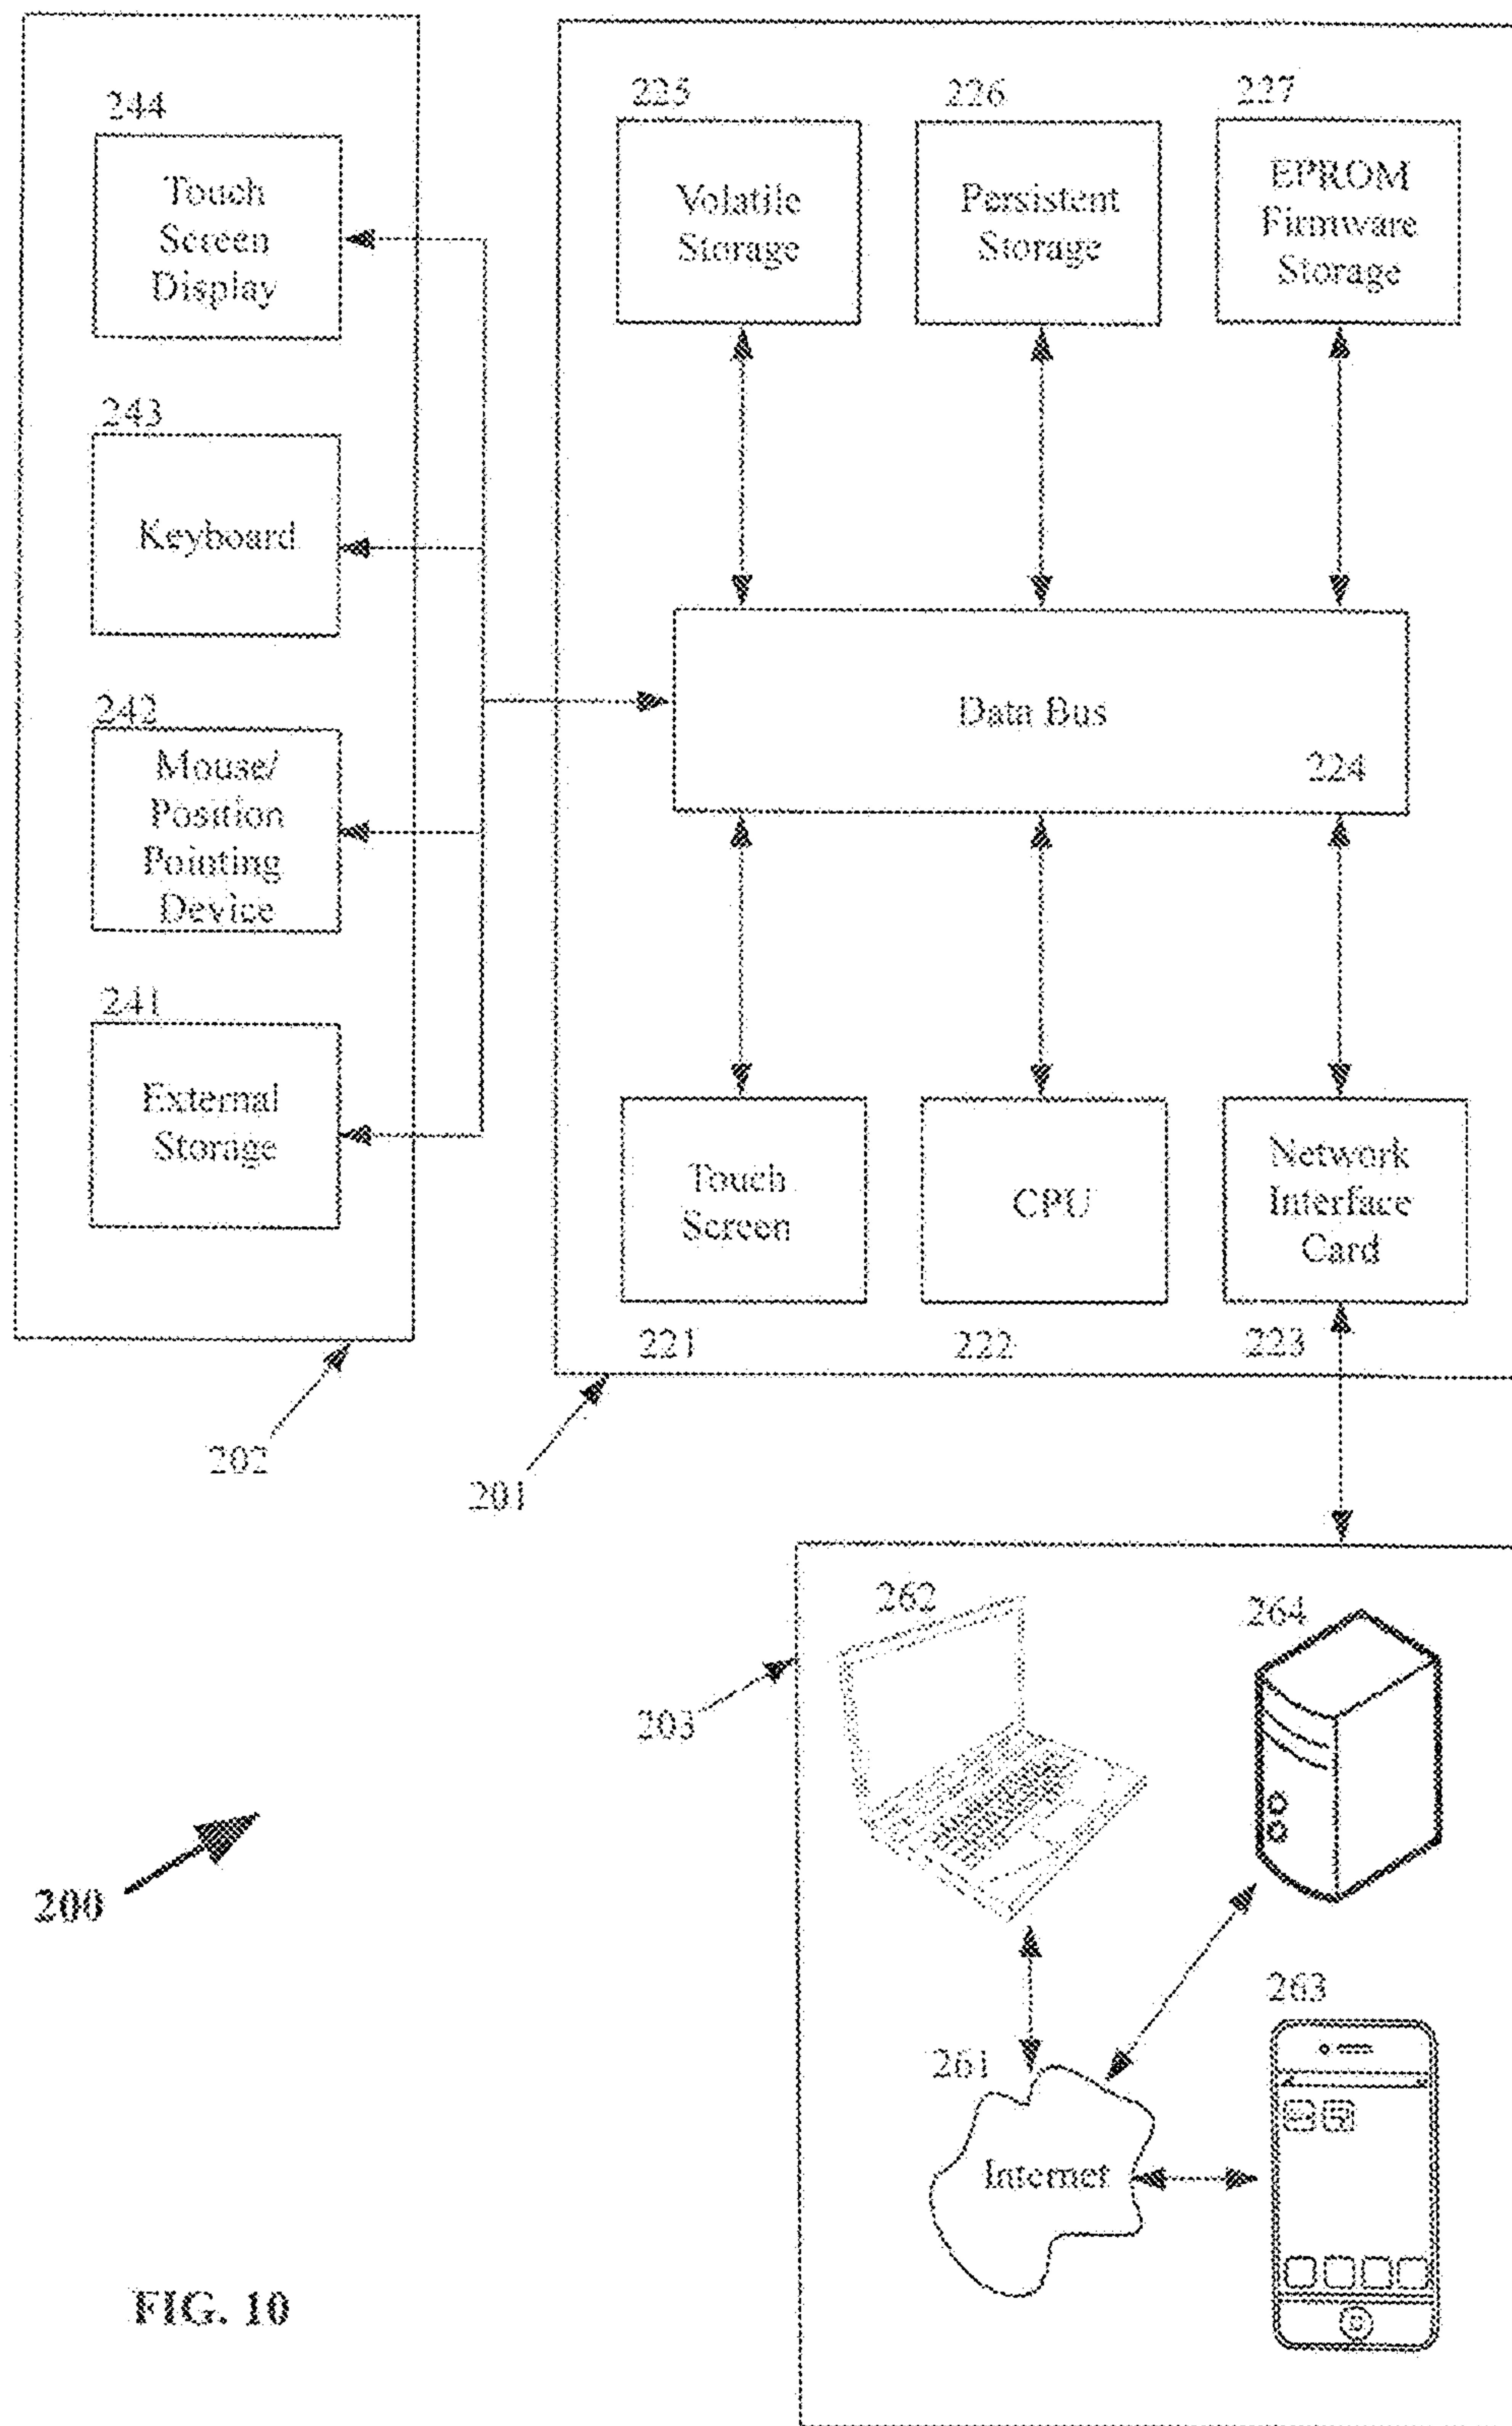 244
Touch
Screen
Display
243
Keyboard
242
Mouse/
Position
Pointing
Device
241
External
Storage
202
225
Volatile
Storage
226
Persistent
Storage
227
EPROM
Firmware
Storage
Data Bus
224
Touch
Screen
221
CPU
222
Network
Interface
Card
223
201
203
262
264
261
Internet
263
200
FIG. 10